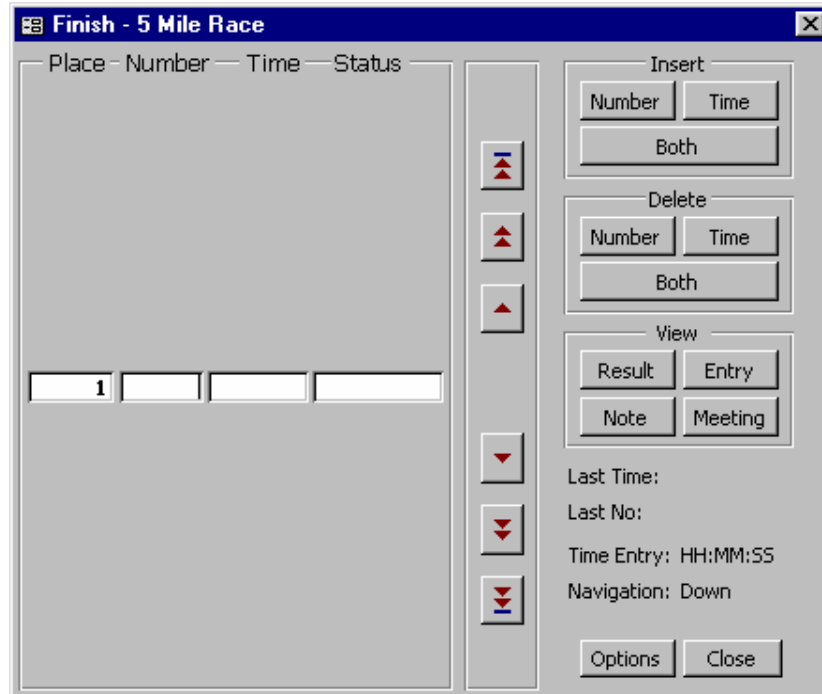 Finish - 5 Mile Race
Place Number Time Status
1
Insert
Number Time
Both
Delete
Number Time
Both
View
Result Entry
Note Meeting
Last Time:
Last No:
Time Entry: HH:MM:SS
Navigation: Down
Options Close